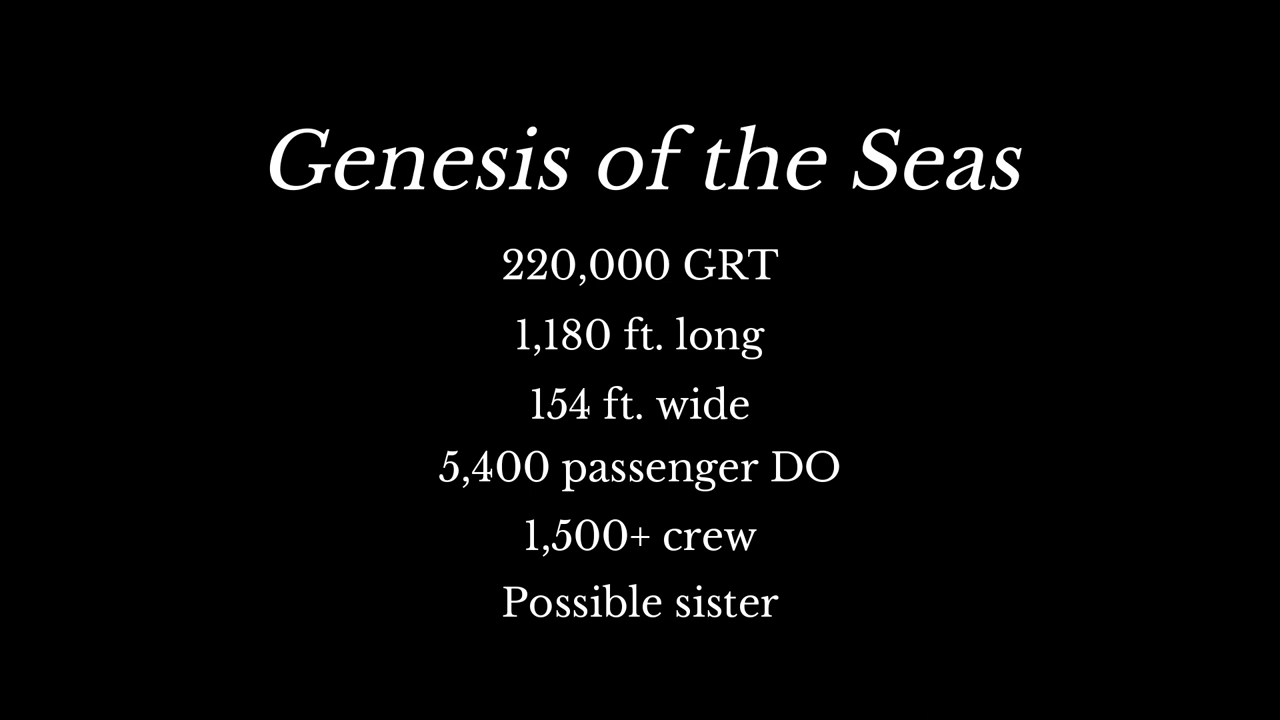 Genesis of the Seas
220,000 GRT
1,180 ft. long
154 ft. wide
5,400 passenger DO
1,500+ crew
Possible sister